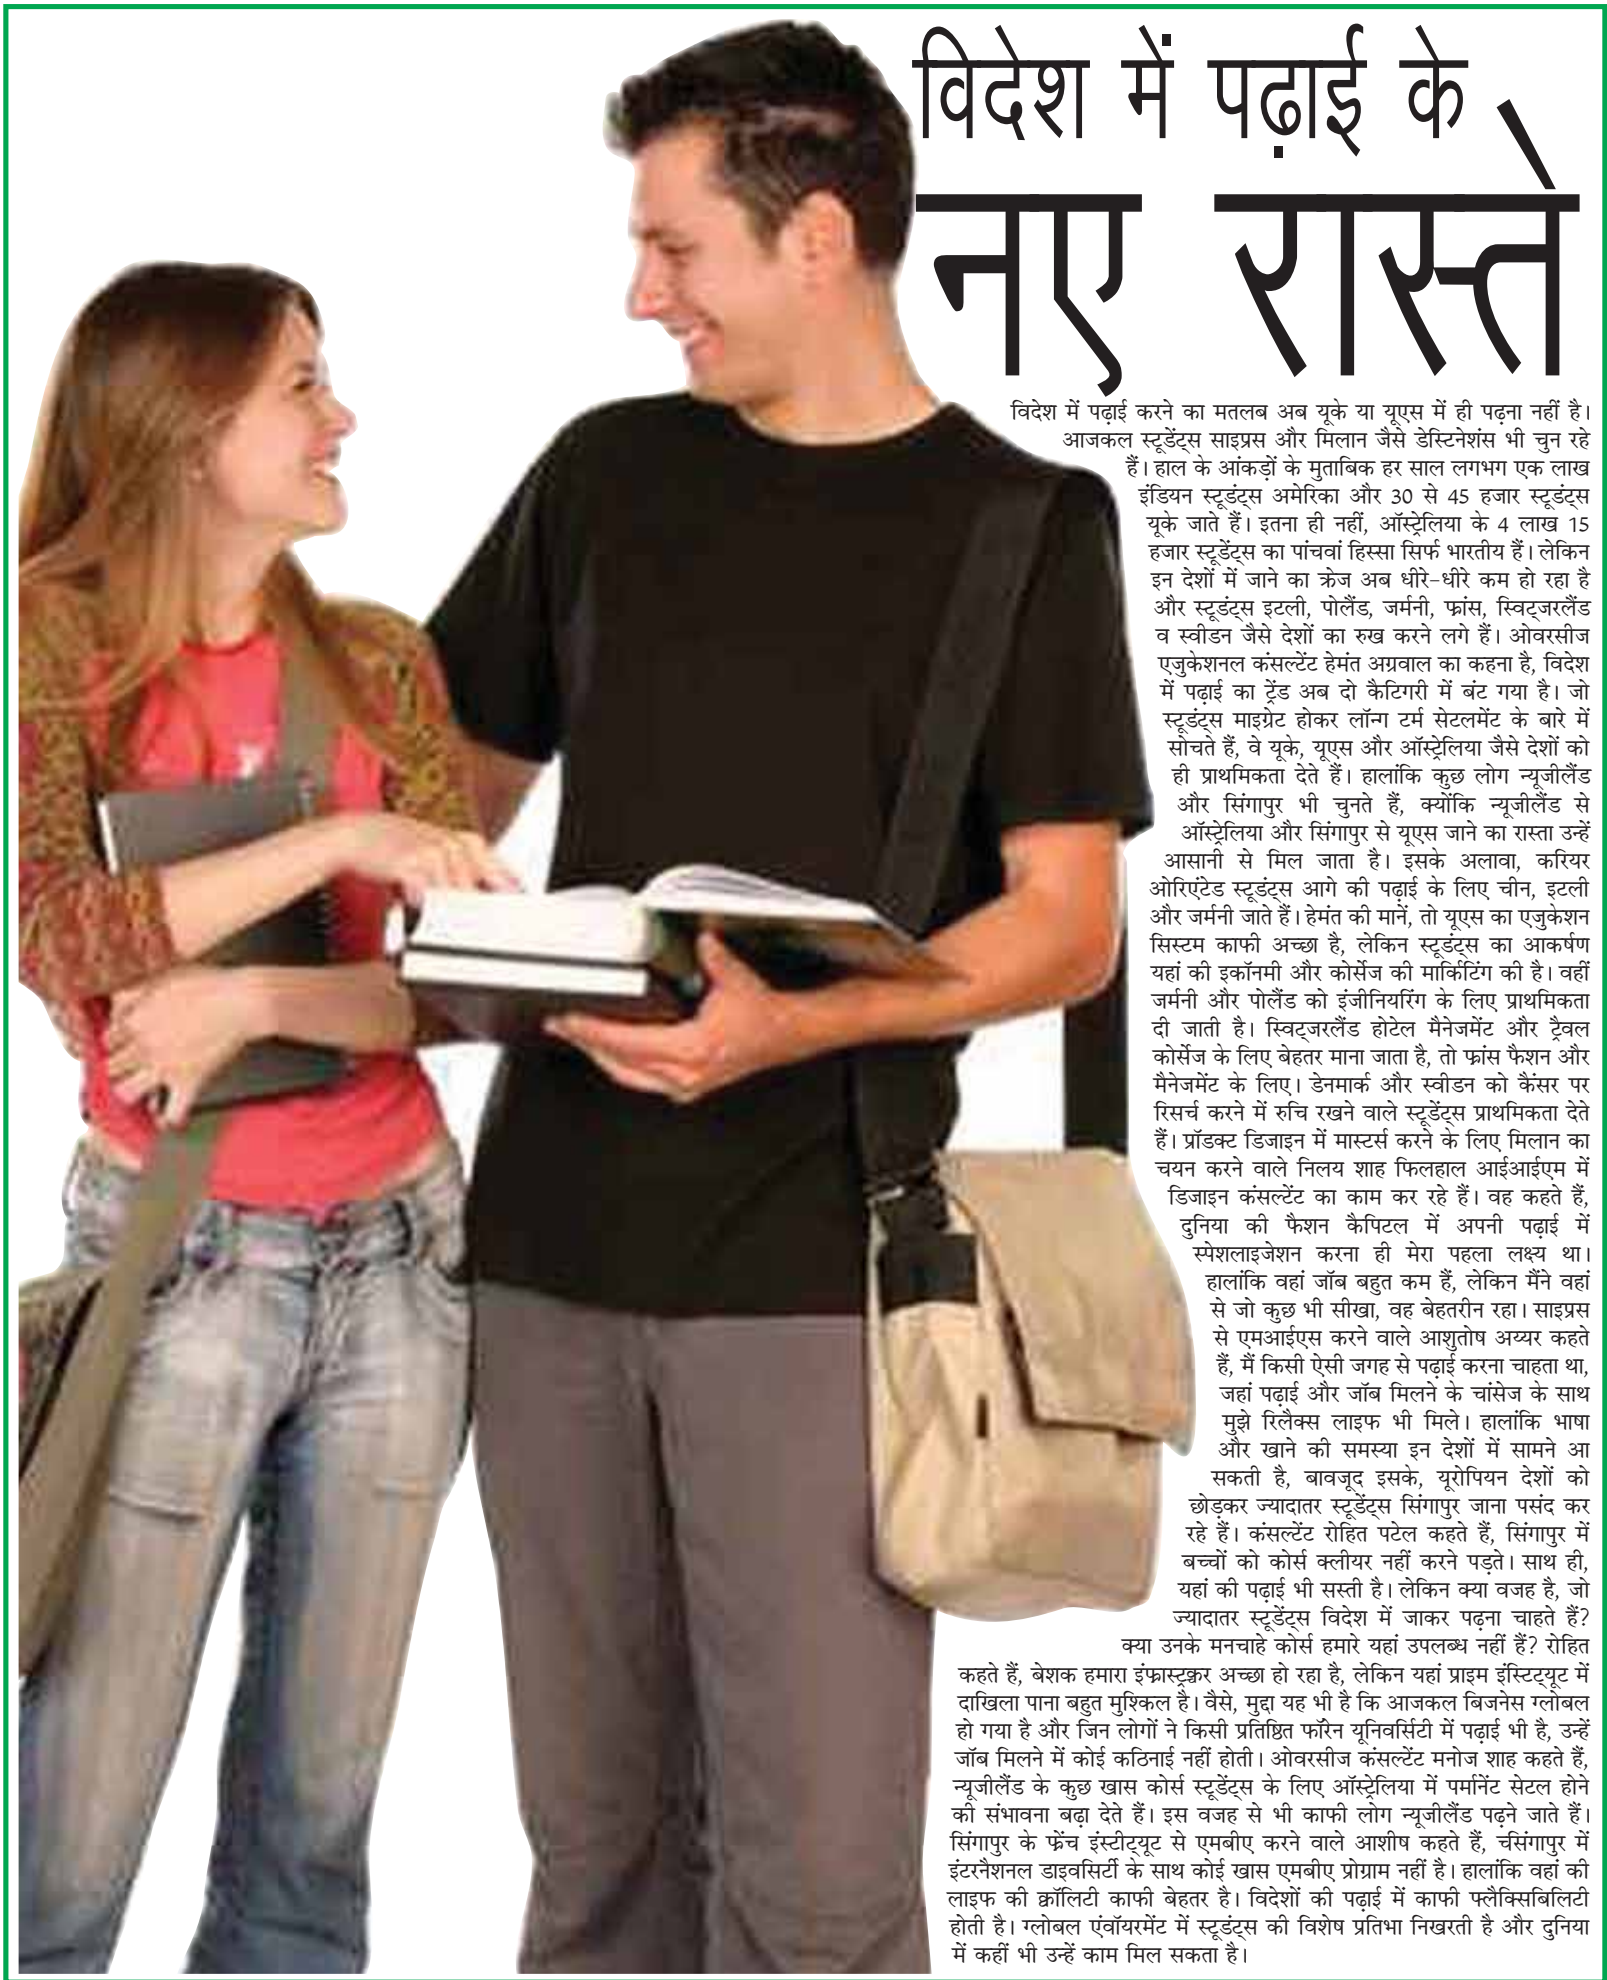 विदेश में पढ़ाई के
नए रास्ते
विदेश में पढ़ाई करने का मतलब अब यूके या यूएस में ही पढ़ना नहीं है।
आजकल स्टूडेंट्स साइप्रस और मिलान जैसे डेस्टिनेशंस भी चुन रहे
हैं। हाल के आंकड़ों के मुताबिक हर साल लगभग एक लाख
इंडियन स्टूडंट्स अमेरिका और 30 से 45 हजार स्टूडंट्स
यूके जाते हैं। इतना ही नहीं, ऑस्ट्रेलिया के 4 लाख 15
हजार स्टूडेंट्स का पांचवां हिस्सा सिर्फ भारतीय हैं। लेकिन
इन देशों में जाने का क्रेज अब धीरे-धीरे कम हो रहा है
और स्टूडंट्स इटली, पोलैंड, जर्मनी, फ्रांस, स्विट्जरलैंड
व स्वीडन जैसे देशों का रुख करने लगे हैं। ओवरसीज
एजुकेशनल कंसल्टेंट हेमंत अग्रवाल का कहना है, विदेश
में पढ़ाई का ट्रेंड अब दो कैटिगरी में बंट गया है। जो
स्टूडंट्स माइग्रेट होकर लॉन्ग टर्म सेटलमेंट के बारे में
सोचते हैं, वे यूके, यूएस और ऑस्ट्रेलिया जैसे देशों को
ही प्राथमिकता देते हैं। हालांकि कुछ लोग न्यूजीलैंड
और सिंगापुर भी चुनते हैं, क्योंकि न्यूजीलैंड से
ऑस्ट्रेलिया और सिंगापुर से यूएस जाने का रास्ता उन्हें
आसानी से मिल जाता है। इसके अलावा, करियर
ओरिएंटेड स्टूडंट्स आगे की पढ़ाई के लिए चीन, इटली
और जर्मनी जाते हैं। हेमंत की मानें, तो यूएस का एजुकेशन
सिस्टम काफी अच्छा है, लेकिन स्टूडंट्स का आकर्षण
यहां की इकॉनमी और कोर्सेज की मार्किटिंग की है। वहीं
जर्मनी और पोलैंड को इंजीनियरिंग के लिए प्राथमिकता
दी जाती है। स्विट्जरलैंड होटेल मैनेजमेंट और ट्रैवल
कोर्सेज के लिए बेहतर माना जाता है, तो फ्रांस फैशन और
मैनेजमेंट के लिए। डेनमार्क और स्वीडन को कैंसर पर
रिसर्च करने में रुचि रखने वाले स्टूडेंट्स प्राथमिकता देते
हैं। प्रॉडक्ट डिजाइन में मास्टर्स करने के लिए मिलान का
चयन करने वाले निलय शाह फिलहाल आईआईएम में
डिजाइन कंसल्टेंट का काम कर रहे हैं। वह कहते हैं,
दुनिया की फैशन कैपिटल में अपनी पढ़ाई में
स्पेशलाइजेशन करना ही मेरा पहला लक्ष्य था।
हालांकि वहां जॉब बहुत कम हैं, लेकिन मैंने वहां
से जो कुछ भी सीखा, वह बेहतरीन रहा। साइप्रस
से एमआईएस करने वाले आशुतोष अय्यर कहते
हैं, मैं किसी ऐसी जगह से पढ़ाई करना चाहता था,
जहां पढ़ाई और जॉब मिलने के चांसेज के साथ
मुझे रिलैक्स लाइफ भी मिले। हालांकि भाषा
और खाने की समस्या इन देशों में सामने आ
सकती है, बावजूद इसके, यूरोपियन देशों को
छोड़कर ज्यादातर स्टूडेंट्स सिंगापुर जाना पसंद कर
रहे हैं। कंसल्टेंट रोहित पटेल कहते हैं, सिंगापुर में
बच्चों को कोर्स क्लीयर नहीं करने पड़ते। साथ ही,
यहां की पढ़ाई भी सस्ती है। लेकिन क्या वजह है, जो
ज्यादातर स्टूडेंट्स विदेश में जाकर पढ़ना चाहते हैं?
क्या उनके मनचाहे कोर्स हमारे यहां उपलब्ध नहीं हैं? रोहित
कहते हैं, बेशक हमारा इंफ्रास्ट्रक्चर अच्छा हो रहा है, लेकिन यहां प्राइम इंस्टिट्यूट में
दाखिला पाना बहुत मुश्किल है। वैसे, मुद्दा यह भी है कि आजकल बिजनेस ग्लोबल
हो गया है और जिन लोगों ने किसी प्रतिष्ठित फॉरेन यूनिवर्सिटी में पढ़ाई भी है, उन्हें
जॉब मिलने में कोई कठिनाई नहीं होती। ओवरसीज कंसल्टेंट मनोज शाह कहते हैं,
न्यूजीलैंड के कुछ खास कोर्स स्टूडेंट्स के लिए ऑस्ट्रेलिया में पर्मानेंट सेटल होने
की संभावना बढ़ा देते हैं। इस वजह से भी काफी लोग न्यूजीलैंड पढ़ने जाते हैं।
सिंगापुर के फ्रेंच इंस्टीट्यूट से एमबीए करने वाले आशीष कहते हैं, र्चसंगापुर में
इंटरनैशनल डाइवसिर्टी के साथ कोई खास एमबीए प्रोग्राम नहीं है। हालांकि वहां की
लाइफ की क्वॉलिटी काफी बेहतर है। विदेशों की पढ़ाई में काफी फ्लैक्सिबिलिटी
होती है। ग्लोबल एंवॉयरमेंट में स्टूडंट्स की विशेष प्रतिभा निखरती है और दुनिया
में कहीं भी उन्हें काम मिल सकता है।